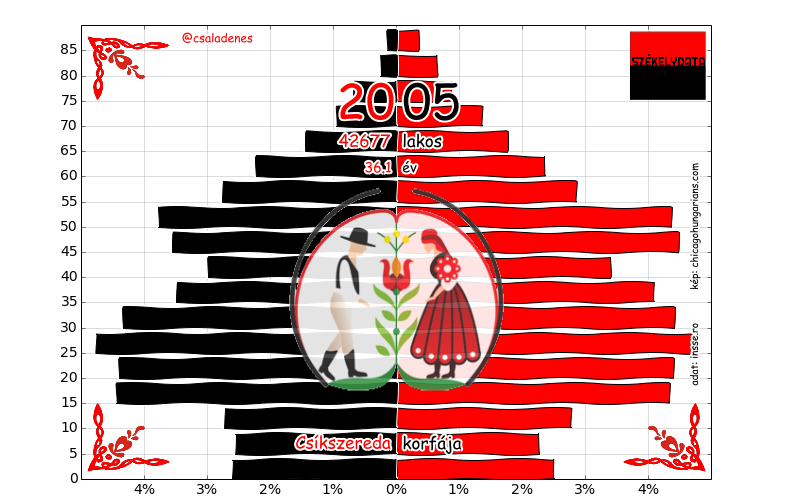 @csaladenes
SZÉKELYDATA
2005
42677 lakos
36.1 év
kép: chicagohungarians.com
adat: insse.ro
Csíkszereda korfája
85
80
75
70
65
60
55
50
45
40
35
30
25
20
15
10
5
0
4% 3% 2% 1% 0% 1% 2% 3% 4%